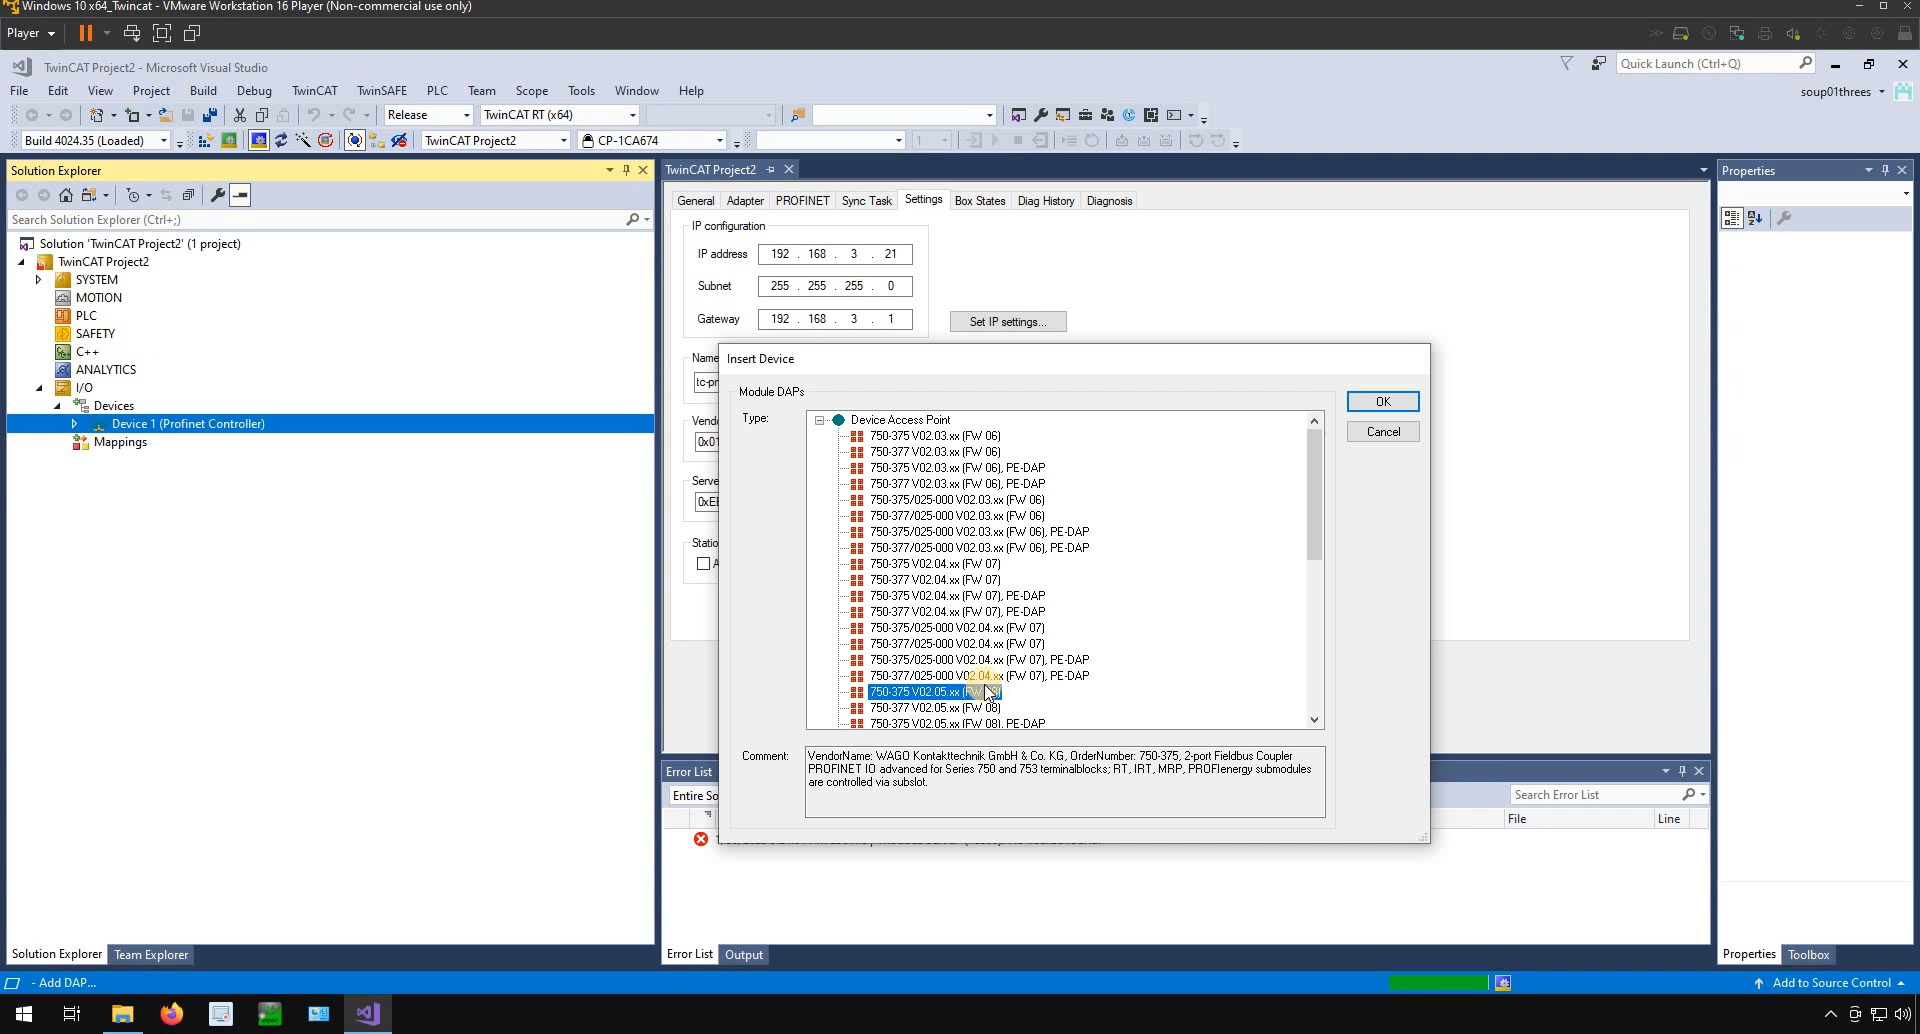 Windows 10 x64_Twincat - VMware Workstation 16 Player (Non-commercial use only)
Player
TwinCAT Project2 - Microsoft Visual Studio
Quick Launch (Ctrl+Q)
File Edit View Project Build Debug TwinCAT TwinSAFE PLC Team Scope Tools Window Help
soup01threes
Release TwinCAT RT (x64)
Build 4024.35 (Loaded) TwinCAT Project2 CP-1CA674
1
Solution Explorer
Search Solution Explorer (Ctrl+;)
Solution 'TwinCAT Project2' (1 project)
TwinCAT Project2
SYSTEM
MOTION
PLC
SAFETY
C++
ANALYTICS
I/O
Devices
Device 1 (Profinet Controller)
Mappings
Solution Explorer Team Explorer
TwinCAT Project2
General Adapter PROFINET Sync Task Settings Box States Diag History Diagnosis
IP configuration
IP address 192 . 168 . 3 . 21
Subnet 255 . 255 . 255 . 0
Gateway 192 . 168 . 3 . 1
Set IP settings...
Name
Insert Device
Module DAPs
Type:
Device Access Point
750-375 V02.03.xx (FW 06)
750-377 V02.03.xx (FW 06)
750-375 V02.03.xx (FW 06), PE-DAP
750-377 V02.03.xx (FW 06), PE-DAP
750-375/025-000 V02.03.xx (FW 06)
750-377/025-000 V02.03.xx (FW 06)
750-375/025-000 V02.03.xx (FW 06), PE-DAP
750-377/025-000 V02.03.xx (FW 06), PE-DAP
750-375 V02.04.xx (FW 07)
750-377 V02.04.xx (FW 07)
750-375 V02.04.xx (FW 07), PE-DAP
750-377 V02.04.xx (FW 07), PE-DAP
750-375/025-000 V02.04.xx (FW 07)
750-377/025-000 V02.04.xx (FW 07)
750-375/025-000 V02.04.xx (FW 07), PE-DAP
750-377/025-000 V02.04.xx (FW 07), PE-DAP
750-375 V02.05.xx (FW
750-377 V02.05.xx (FW 08)
750-375 V02.05.xx (FW 08), PE-DAP
OK
Cancel
Comment:
VendorName: WAGO Kontakttechnik GmbH & Co. KG, OrderNumber: 750-375, 2-port Fieldbus Coupler
PROFINET IO advanced for Series 750 and 753 terminalblocks; RT, IRT, MRP, PROFIenergy submodules
are controlled via subslot.
Error List
Entire So
Search Error List
File Line
Error List Output
Properties
Properties Toolbox
- Add DAP...
Add to Source Control